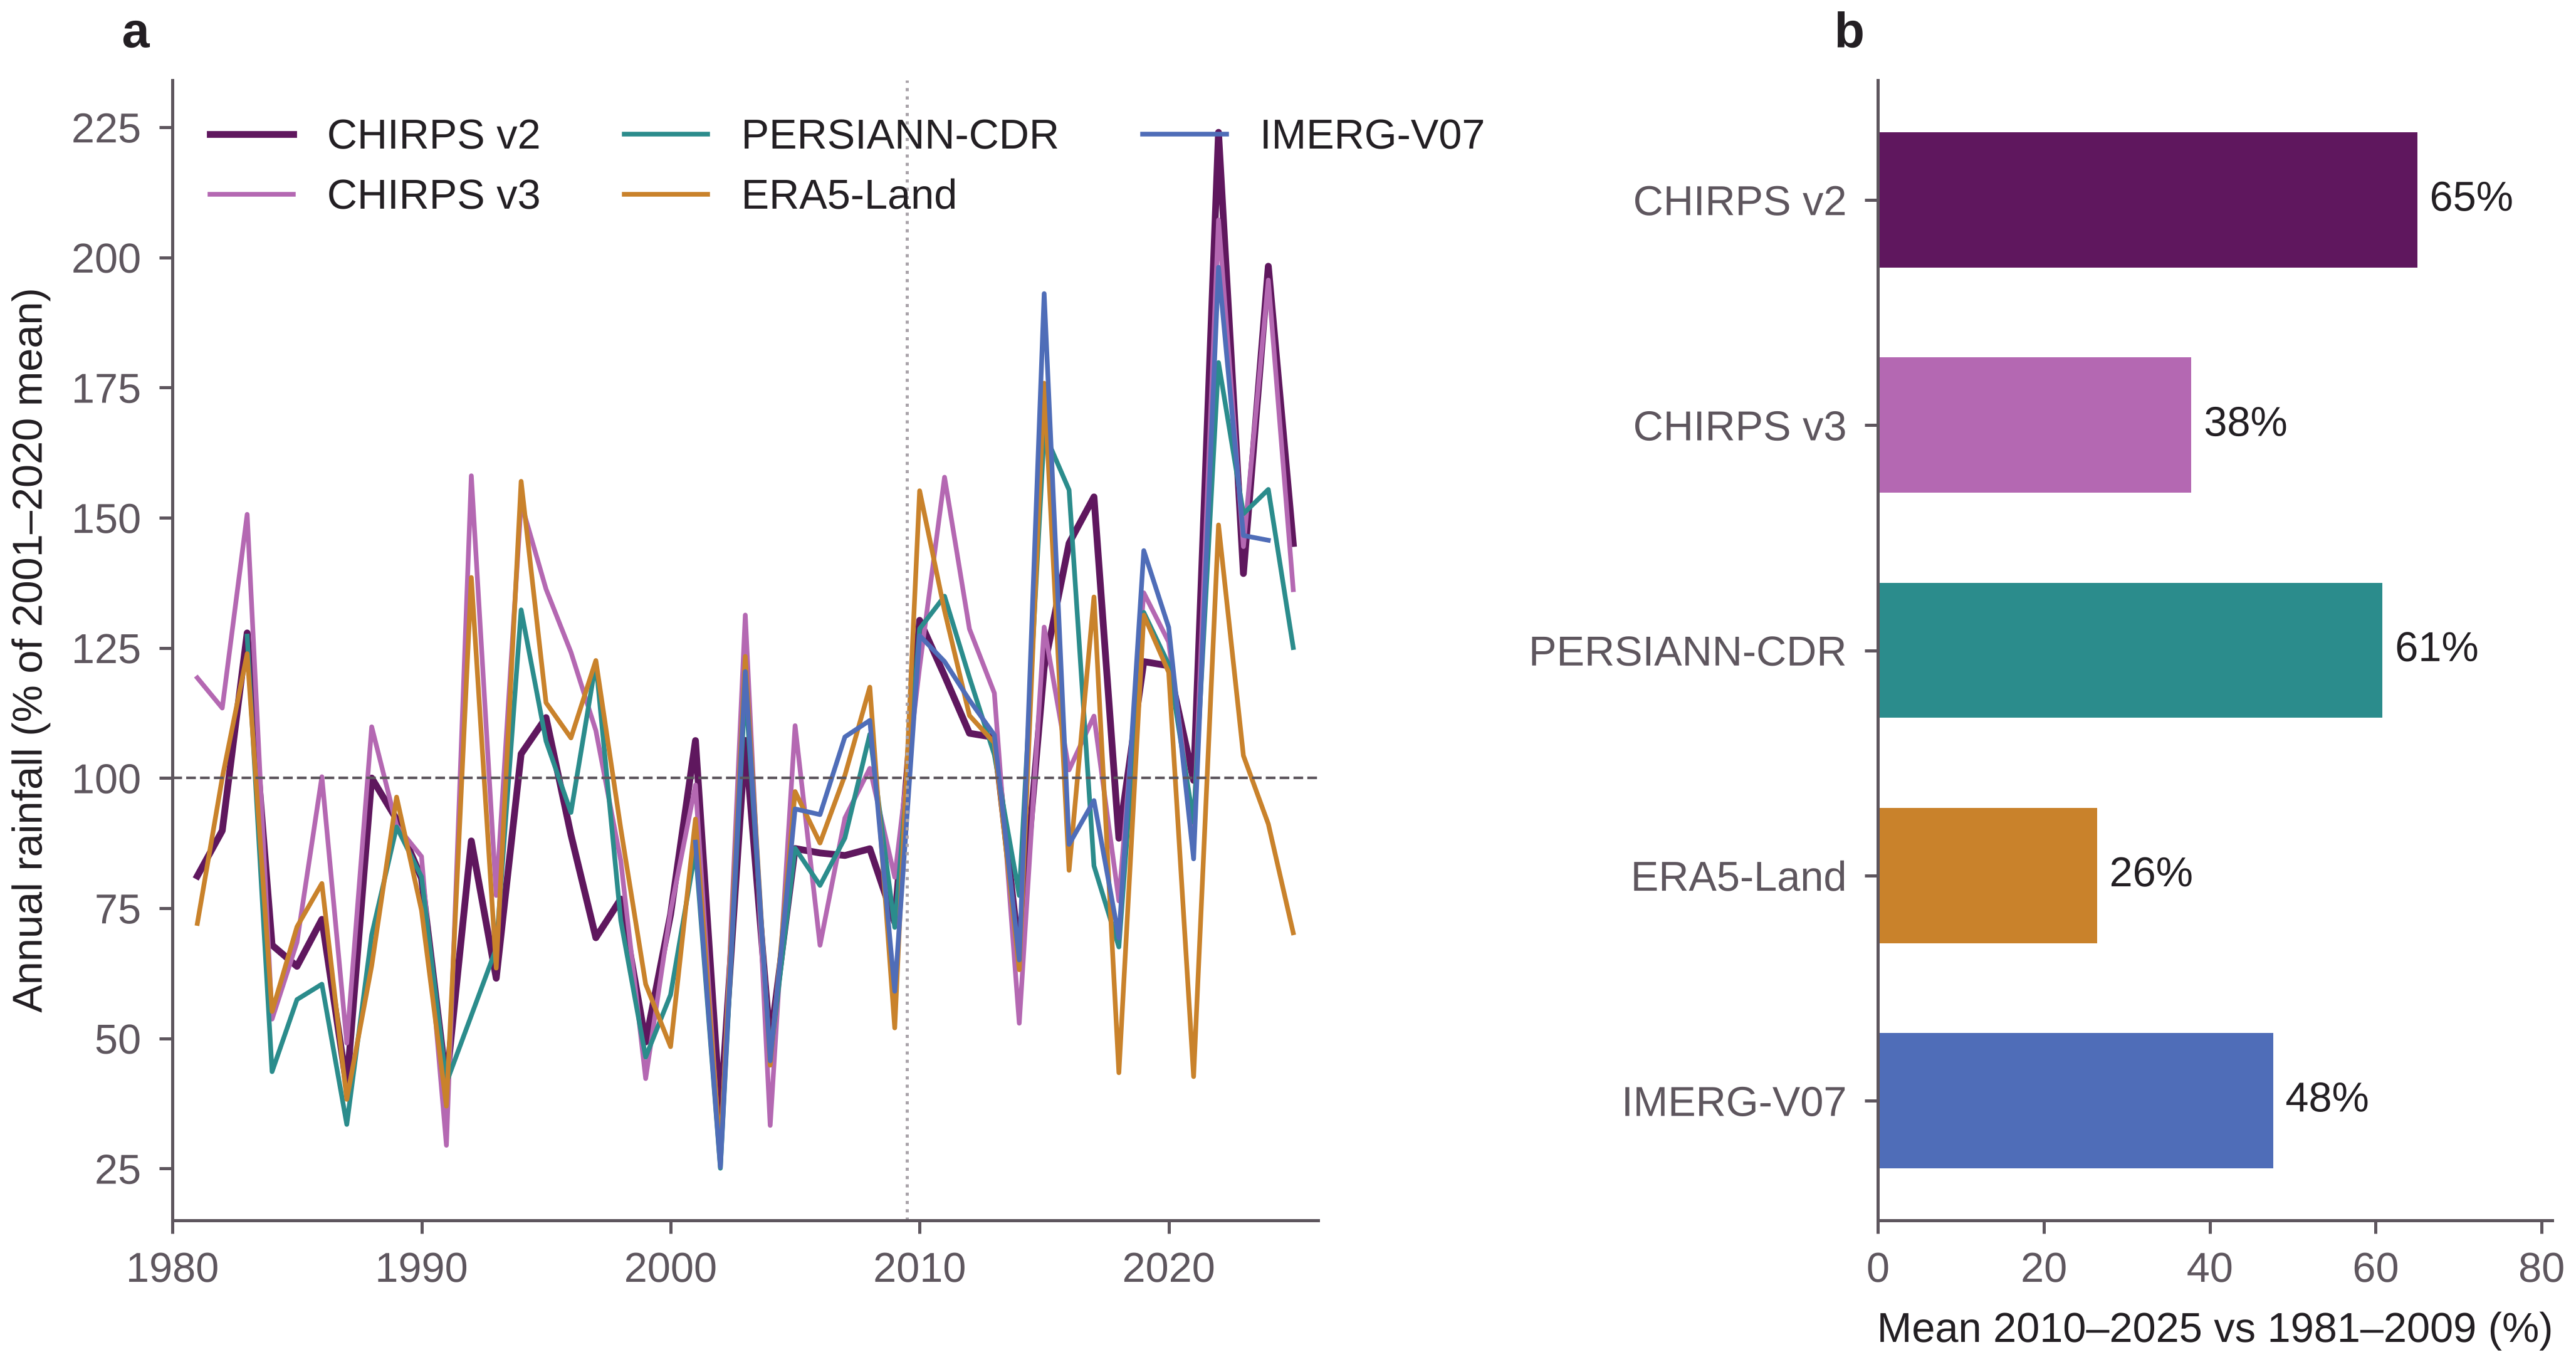 a
Annual rainfall (% of 2001–2020 mean)
225
200
175
150
125
100
75
50
25
1980
1990
2000
2010
2020
CHIRPS v2
CHIRPS v3
PERSIANN-CDR
ERA5-Land
IMERG-V07
b
CHIRPS v2
65%
CHIRPS v3
38%
PERSIANN-CDR
61%
ERA5-Land
26%
IMERG-V07
48%
0
20
40
60
80
Mean 2010–2025 vs 1981–2009 (%)